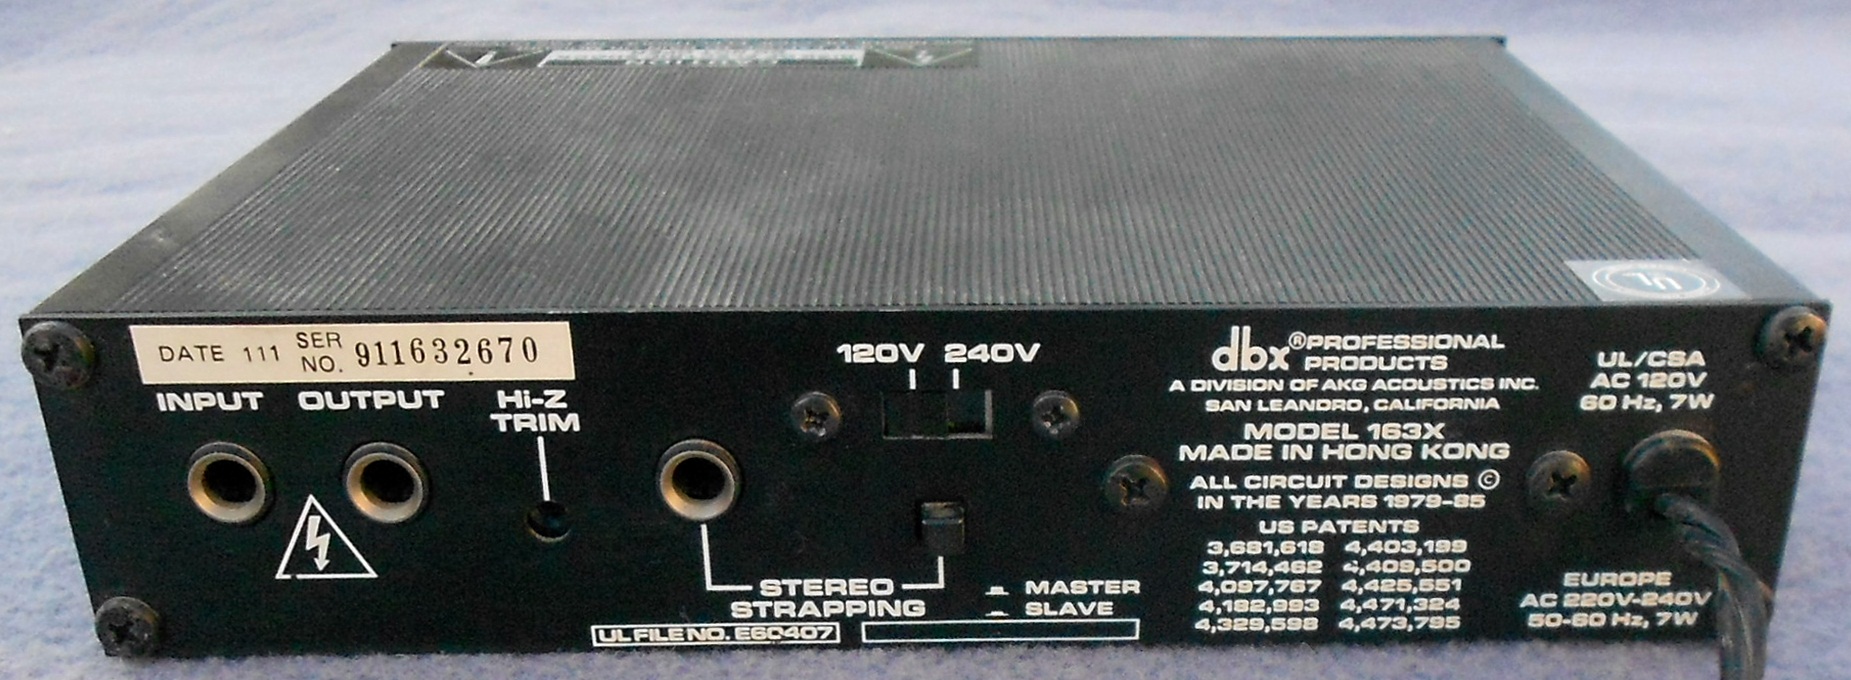 DATE 111 SER NO. 911632670
INPUT OUTPUT Hi-Z TRIM
120V 240V
STEREO STRAPPING
MASTER
SLAVE
UL FILE NO. E60407
dbx® PROFESSIONAL PRODUCTS
A DIVISION OF AKG ACOUSTICS INC.
SAN LEANDRO, CALIFORNIA
MODEL 163X
MADE IN HONG KONG
ALL CIRCUIT DESIGNS ©
IN THE YEARS 1979-85
US PATENTS
3,681,618 4,403,199
3,714,462 4,409,500
4,097,767 4,425,551
4,182,993 4,471,324
4,329,598 4,473,795
UL/CSA
AC 120V
60 Hz, 7W
EUROPE
AC 220V-240V
50-60 Hz, 7W
UL